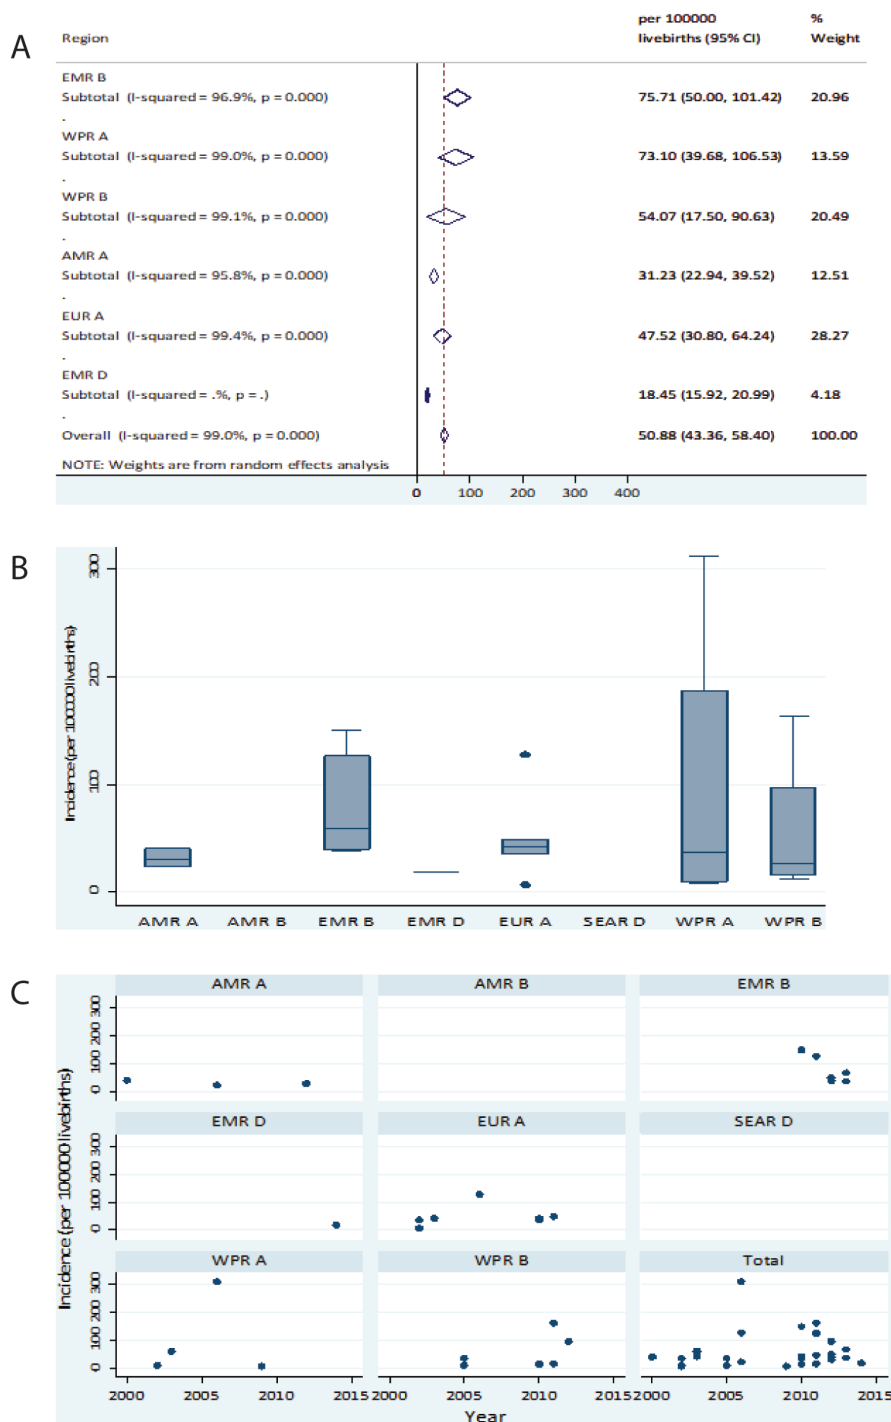 A
Region
per 100000
livebirths (95% CI)
%
Weight
EMR B
Subtotal (I-squared = 96.9%, p = 0.000) 75.71 (50.00, 101.42) 20.96
.
WPR A
Subtotal (I-squared = 99.0%, p = 0.000) 73.10 (39.68, 106.53) 13.59
.
WPR B
Subtotal (I-squared = 99.1%, p = 0.000) 54.07 (17.50, 90.63) 20.49
.
AMR A
Subtotal (I-squared = 95.8%, p = 0.000) 31.23 (22.94, 39.52) 12.51
.
EUR A
Subtotal (I-squared = 99.4%, p = 0.000) 47.52 (30.80, 64.24) 28.27
.
EMR D
Subtotal (I-squared = .%, p = .) 18.45 (15.92, 20.99) 4.18
.
Overall (I-squared = 99.0%, p = 0.000) 50.88 (43.36, 58.40) 100.00
NOTE: Weights are from random effects analysis
0 100 200 300 400
B
Incidence (per 100000 livebirths)
300
200
100
0
AMR A AMR B EMR B EMR D EUR A SEAR D WPR A WPR B
C
Incidence (per 100000 livebirths)
AMR A AMR B EMR B
300
200
100
0
EMR D EUR A SEAR D
300
200
100
0
WPR A WPR B Total
300
200
100
0
2000 2005 2010 2015 2000 2005 2010 2015 2000 2005 2010 2015
Year